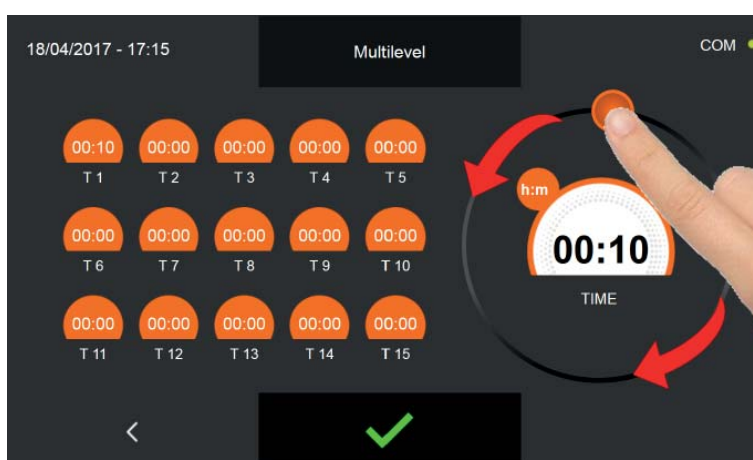 18/04/2017 - 17:15
Multilevel
COM
00:10 00:00 00:00 00:00 00:00
T 1 T 2 T 3 T 4 T 5
00:00 00:00 00:00 00:00 00:00
T 6 T 7 T 8 T 9 T 10
00:00 00:00 00:00 00:00 00:00
T 11 T 12 T 13 T 14 T 15
h:m
00:10
TIME